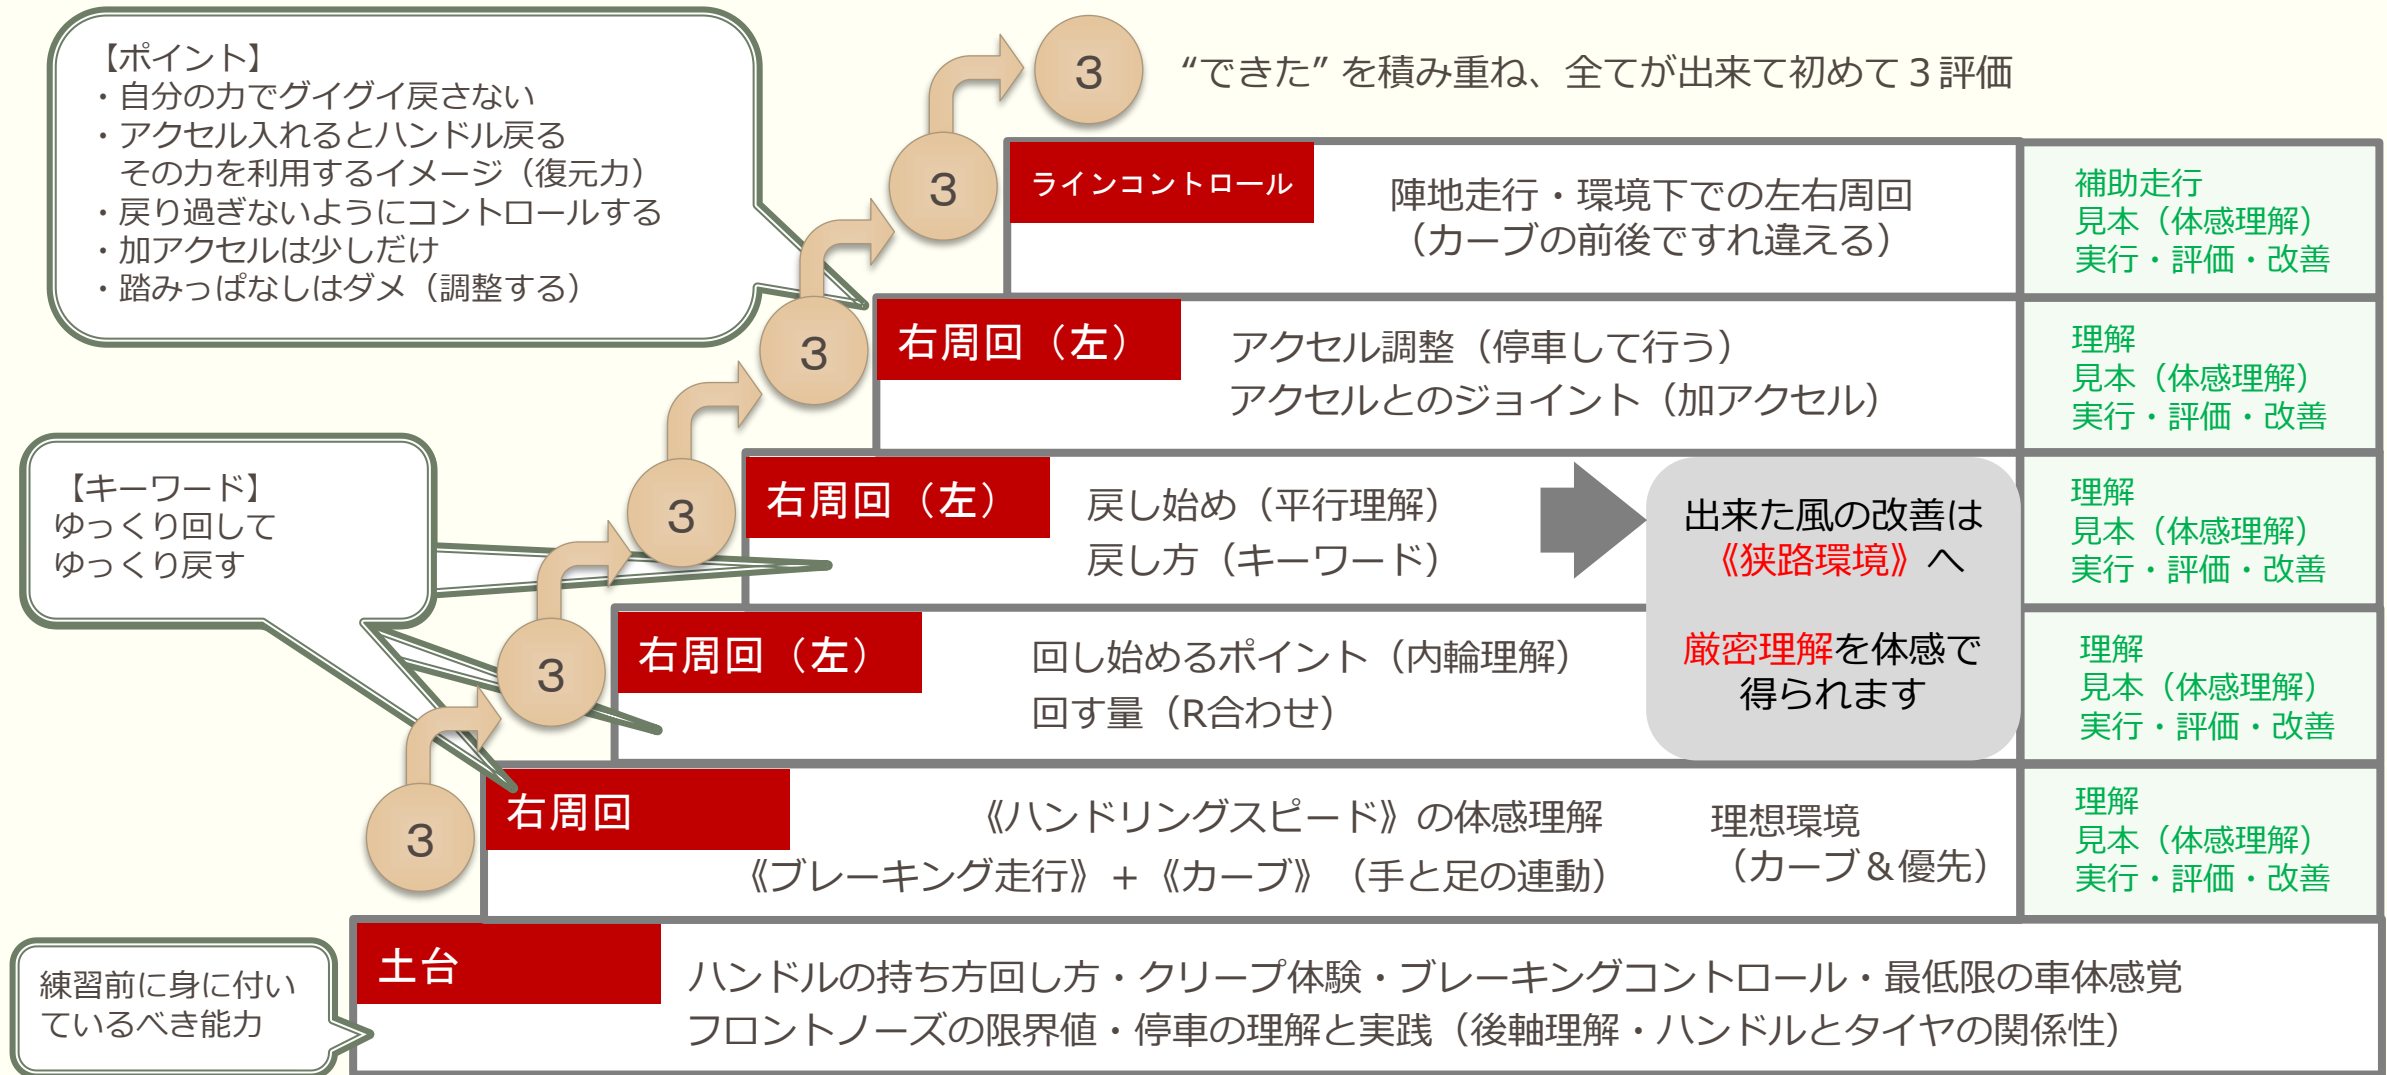 【ポイント】
・自分の力でグイグイ戻さない
・アクセル入れるとハンドル戻る
その力を利用するイメージ（復元力）
・戻り過ぎないようにコントロールする
・加アクセルは少しだけ
・踏みっぱなしはダメ（調整する）
3
“できた” を積み重ね、全てが出来て初めて３評価
3
ラインコントロール
陣地走行・環境下での左右周回
（カーブの前後ですれ違える）
補助走行
見本（体感理解）
実行・評価・改善
3
右周回（左）
アクセル調整（停車して行う）
アクセルとのジョイント（加アクセル）
理解
見本（体感理解）
実行・評価・改善
【キーワード】
ゆっくり回して
ゆっくり戻す
3
右周回（左）
戻し始め（平行理解）
戻し方（キーワード）
出来た風の改善は
《狭路環境》へ
厳密理解を体感で
得られます
理解
見本（体感理解）
実行・評価・改善
3
右周回（左）
回し始めるポイント（内輪理解）
回す量（R合わせ）
理解
見本（体感理解）
実行・評価・改善
3
右周回
《ハンドリングスピード》の体感理解
《ブレーキング走行》+《カーブ》（手と足の連動）
理想環境
（カーブ＆優先）
理解
見本（体感理解）
実行・評価・改善
練習前に身に付い
ているべき能力
土台
ハンドルの持ち方回し方・クリープ体験・ブレーキングコントロール・最低限の車体感覚
フロントノーズの限界値・停車の理解と実践（後軸理解・ハンドルとタイヤの関係性）